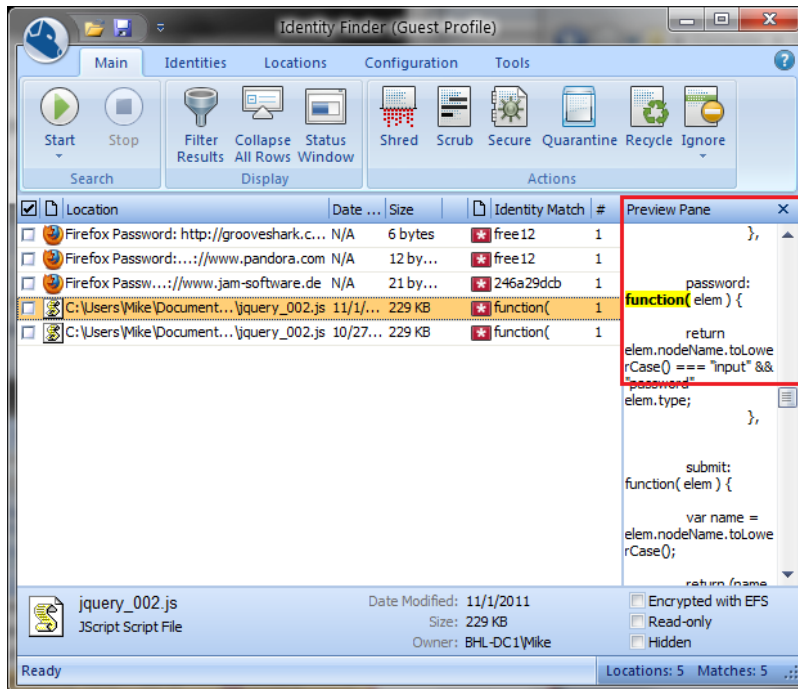 Identity Finder (Guest Profile)
Main Identities Locations Configuration Tools
Start Stop Filter Results Collapse All Rows Status Window Shred Scrub Secure Quarantine Recycle Ignore
Search Display Actions
Location Date ... Size Identity Match # Preview Pane
Firefox Password: http://grooveshark.c... N/A 6 bytes free12 1
Firefox Password:...://www.pandora.com N/A 12 by... free12 1
Firefox Passw...://www.jam-software.de N/A 21 by... 246a29dcb 1
C:\Users\Mike\Document...\jquery_002.js 11/1/... 229 KB function( 1
C:\Users\Mike\Document...\jquery_002.js 10/27... 229 KB function( 1
},
password:
function( elem ) {
return
elem.nodeName.toLowe
rCase() === "input" &&
"password"
elem.type;
},
submit:
function( elem ) {
var name =
elem.nodeName.toLowe
rCase();
return (name
jquery_002.js
JScript Script File
Date Modified: 11/1/2011
Size: 229 KB
Owner: BHL-DC1\Mike
Encrypted with EFS
Read-only
Hidden
Ready
Locations: 5 Matches: 5